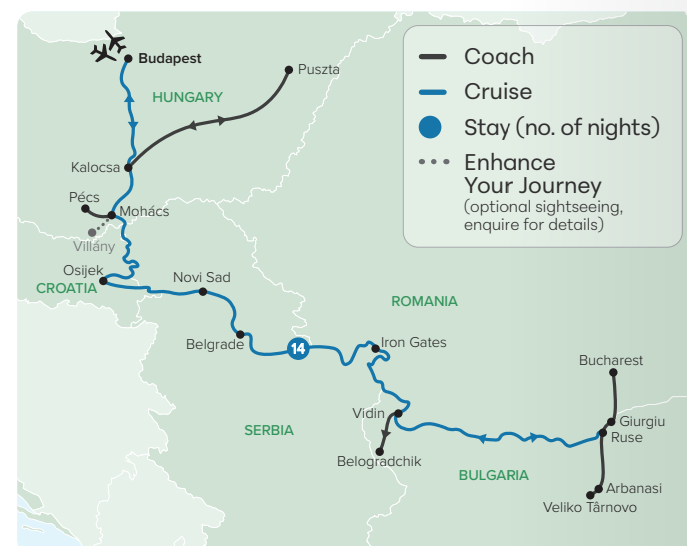 Budapest
Puszta
HUNGARY
Kalocsa
Pécs
Mohács
Villány
Osijek
CROATIA
Novi Sad
Belgrade
14
ROMANIA
Iron Gates
SERBIA
Vidin
Belogradchik
BULGARIA
Bucharest
Giurgiu
Ruse
Arbanasi
Veliko Târnovo
Coach
Cruise
Stay (no. of nights)
Enhance
Your Journey
(optional sightseeing,
enquire for details)